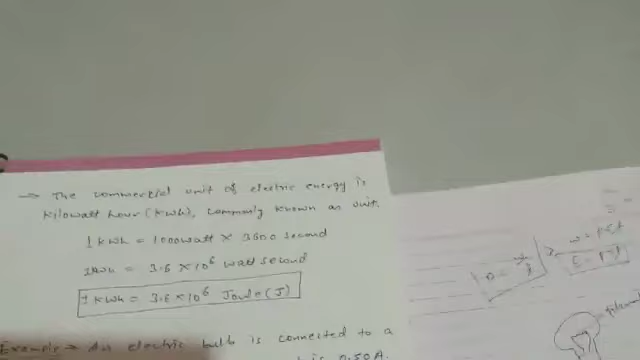 → The commercial unit of electric energy is
kilowatt hour (kWh), commonly known as unit.
1 kWh = 1000 watt × 3600 second
1 kWh = 3.6 × 10⁶ watt second
1 kWh = 3.6 × 10⁶ Joule (J)
Example → An electric bulb is connected to a
is 0.50A.